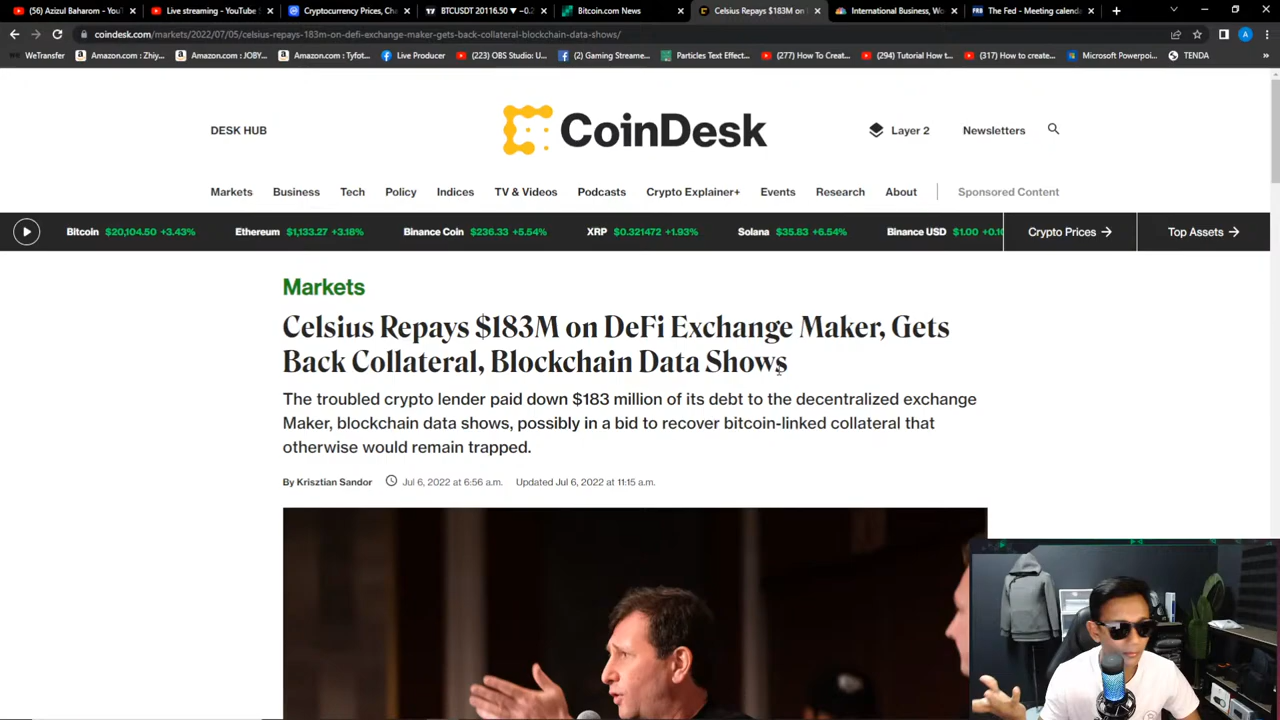 (56) Azizul Baharom - You
Live streaming - YouTube S
Cryptocurrency Prices, Cha
BTCUSDT 20116.50 ▼ −0.2
Bitcoin.com News
Celsius Repays $183M on D
International Business, Wo
The Fed - Meeting calenda
coindesk.com/markets/2022/07/05/celsius-repays-183m-on-defi-exchange-maker-gets-back-collateral-blockchain-data-shows/
WeTransfer
Amazon.com : Zhiy...
Amazon.com : JOBY...
Amazon.com : Tyfot...
Live Producer
(223) OBS Studio: U...
(2) Gaming Streame...
Particles Text Effect...
(277) How To Creat...
(294) Tutorial How t...
(317) How to create...
Microsoft Powerpoi...
TENDA
DESK HUB
CoinDesk
Layer 2
Newsletters
Markets
Business
Tech
Policy
Indices
TV & Videos
Podcasts
Crypto Explainer+
Events
Research
About
Sponsored Content
Bitcoin $20,104.50 +3.43%
Ethereum $1,133.27 +3.18%
Binance Coin $236.33 +5.54%
XRP $0.321472 +1.93%
Solana $35.83 +6.54%
Binance USD $1.00 +0.10
Crypto Prices →
Top Assets →
Markets
Celsius Repays $183M on DeFi Exchange Maker, Gets
Back Collateral, Blockchain Data Shows
The troubled crypto lender paid down $183 million of its debt to the decentralized exchange
Maker, blockchain data shows, possibly in a bid to recover bitcoin-linked collateral that
otherwise would remain trapped.
By Krisztian Sandor
Jul 6, 2022 at 6:56 a.m.
Updated Jul 6, 2022 at 11:15 a.m.